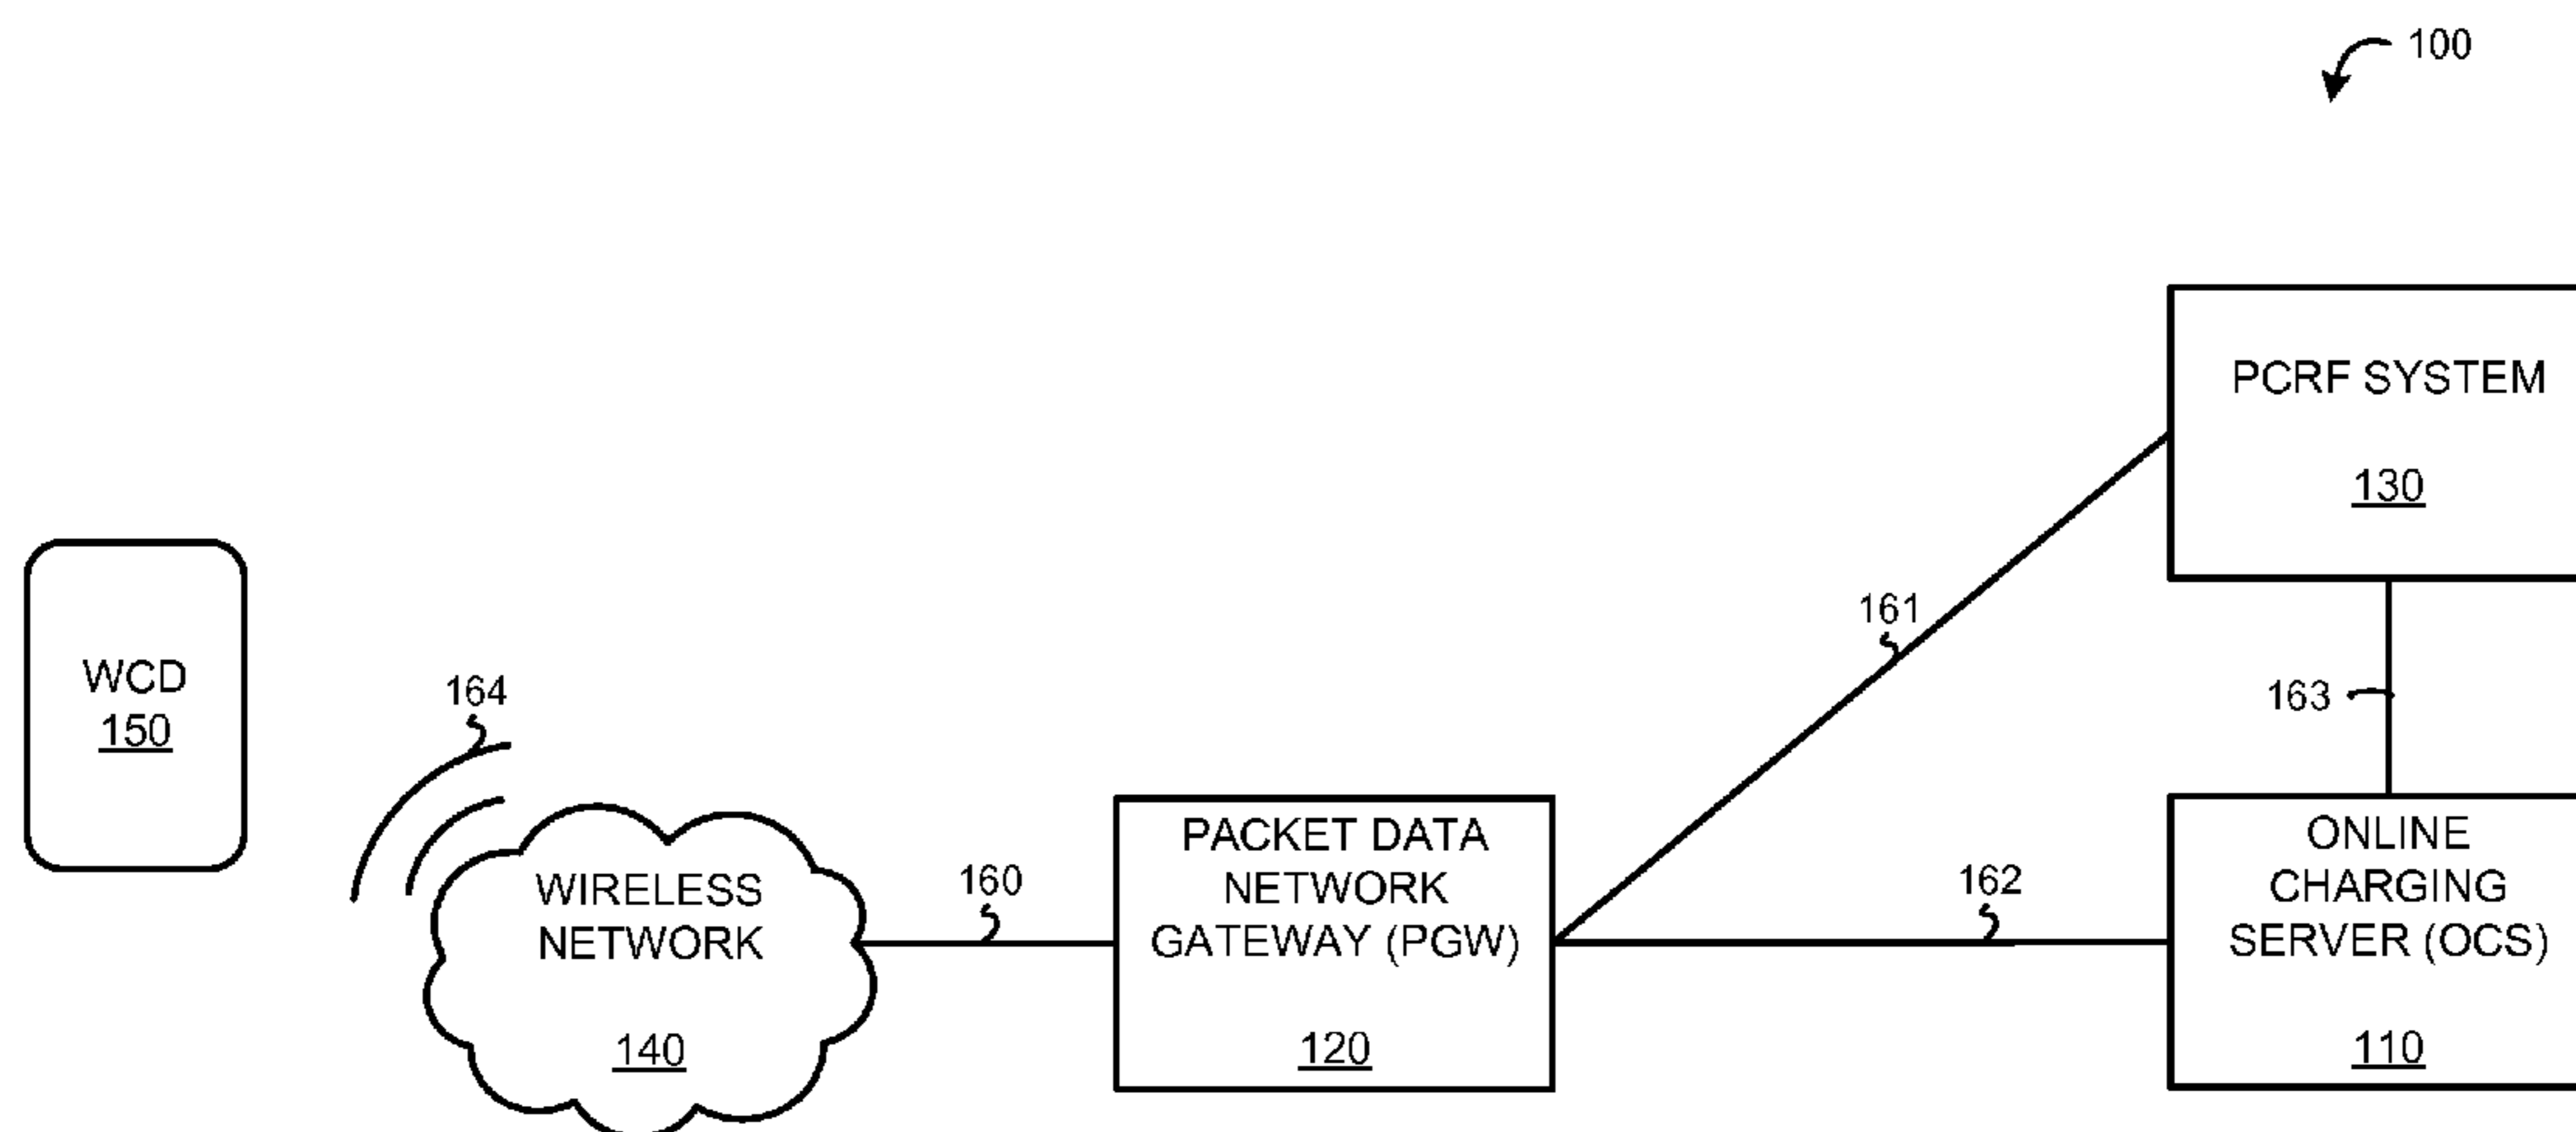 100
PCRF SYSTEM
130
161
163
WCD
150
164
WIRELESS
NETWORK
140
160
PACKET DATA
NETWORK
GATEWAY (PGW)
120
162
ONLINE
CHARGING
SERVER (OCS)
110